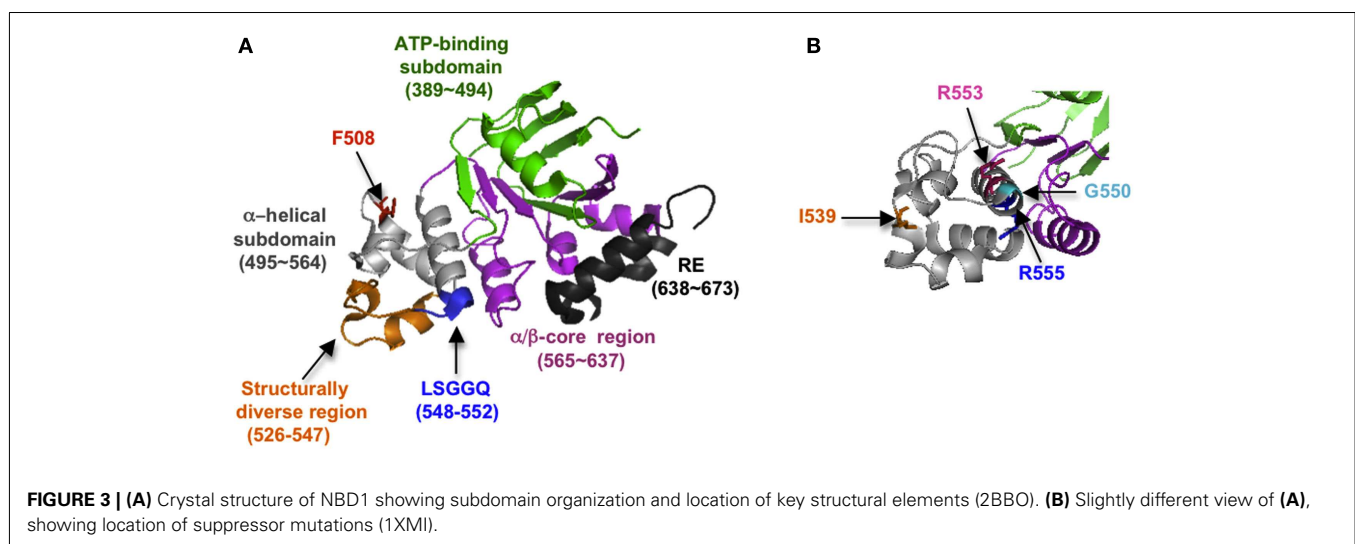 A
ATP-binding
subdomain
(389~494)
F508
α–helical
subdomain
(495~564)
RE
(638~673)
α/β-core region
(565~637)
Structurally
diverse region
(526-547)
LSGGQ
(548-552)
B
R553
G550
I539
R555
FIGURE 3 | (A) Crystal structure of NBD1 showing subdomain organization and location of key structural elements (2BBO). (B) Slightly different view of (A),
showing location of suppressor mutations (1XMI).